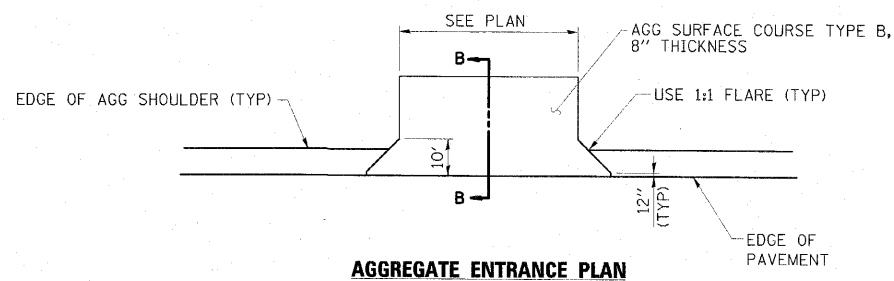 SEE PLAN
AGG SURFACE COURSE TYPE B,
8" THICKNESS
B
EDGE OF AGG SHOULDER (TYP)
USE 1:1 FLARE (TYP)
10'
B
12"
(TYP)
EDGE OF
PAVEMENT
AGGREGATE ENTRANCE PLAN